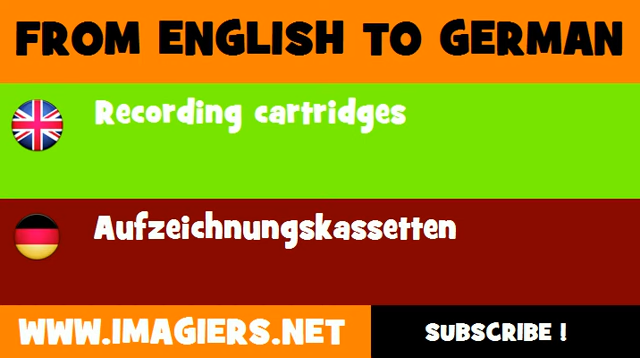 FROM ENGLISH TO GERMAN
Recording cartridges
Aufzeichnungskassetten
WWW.IMAGIERS.NET
SUBSCRIBE !